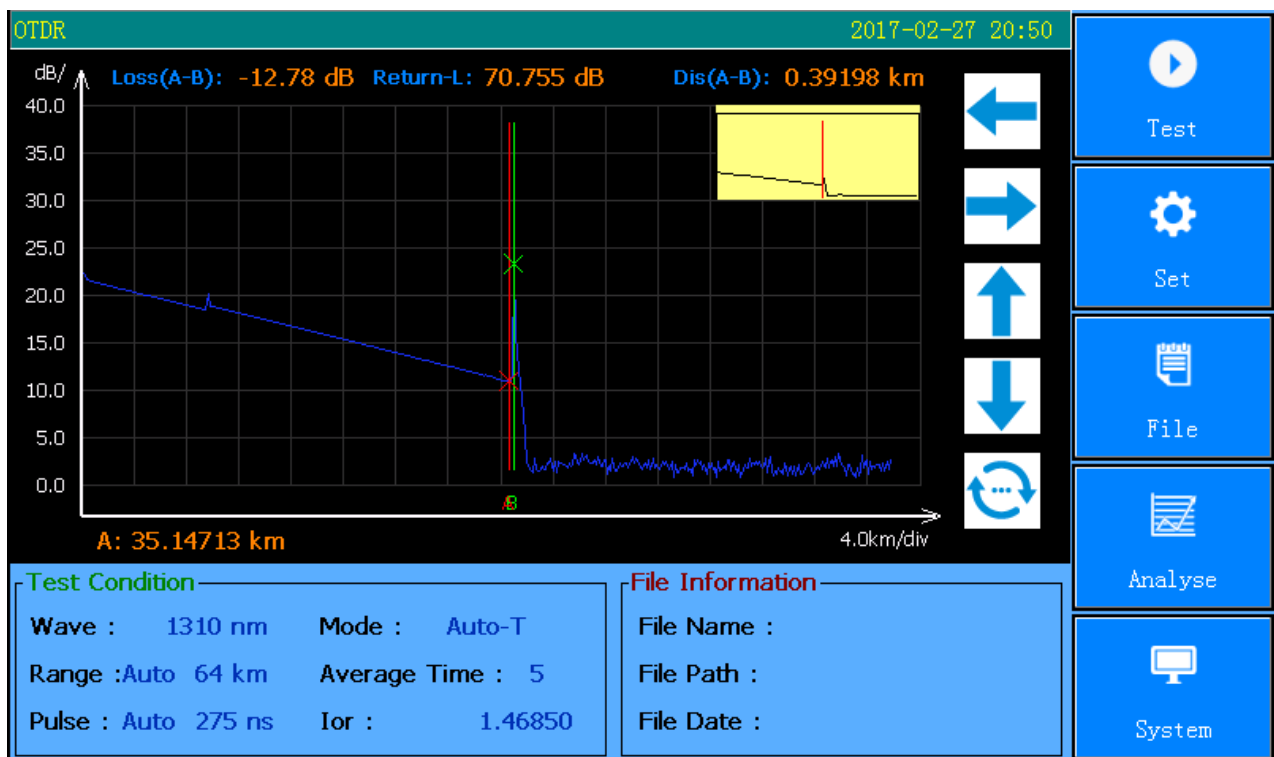 OTDR 2017-02-27 20:50
dB/ Loss(A-B): -12.78 dB Return-L: 70.755 dB Dis(A-B): 0.39198 km
40.0
35.0
30.0
25.0
20.0
15.0
10.0
5.0
0.0
A B
A: 35.14713 km 4.0km/div
Test
Set
File
Analyse
System
Test Condition
Wave : 1310 nm Mode : Auto-T
Range :Auto 64 km Average Time : 5
Pulse : Auto 275 ns Ior : 1.46850
File Information
File Name :
File Path :
File Date :